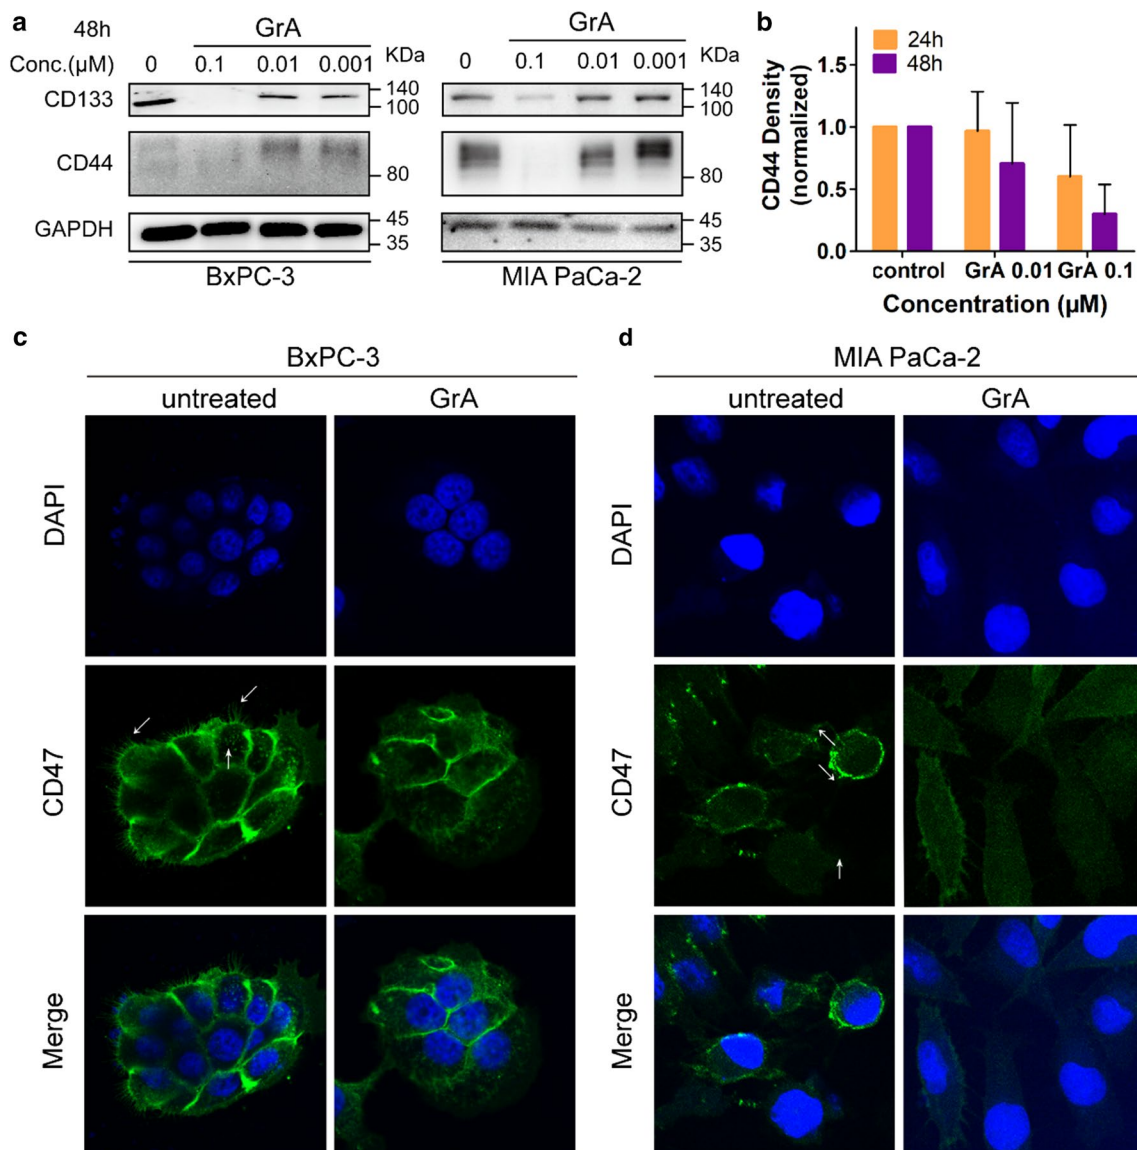 a
48h GrA GrA
Conc.(µM) 0 0.1 0.01 0.001 KDa 0 0.1 0.01 0.001 KDa
CD133 140 100 140 100
CD44 80 80
GAPDH 45 35 45 35
BxPC-3 MIA PaCa-2
b
24h
48h
CD44 Density
(normalized)
1.5
1.0
0.5
0.0
control GrA 0.01 GrA 0.1
Concentration (µM)
c
BxPC-3
untreated GrA
DAPI
CD47
Merge
d
MIA PaCa-2
untreated GrA
DAPI
CD47
Merge